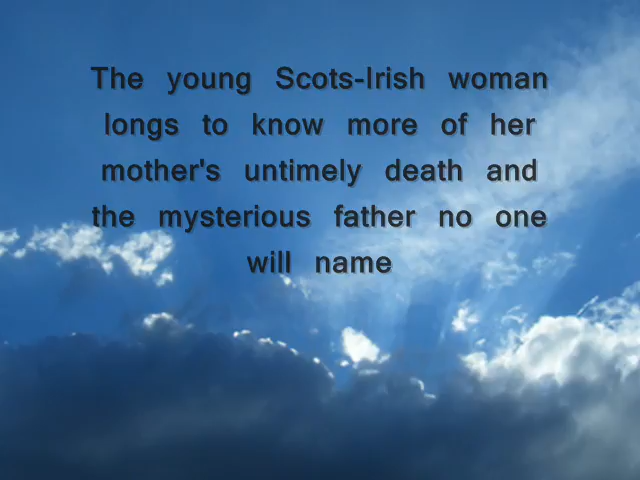 The young Scots-Irish woman
longs to know more of her
mother's untimely death and
the mysterious father no one
will name